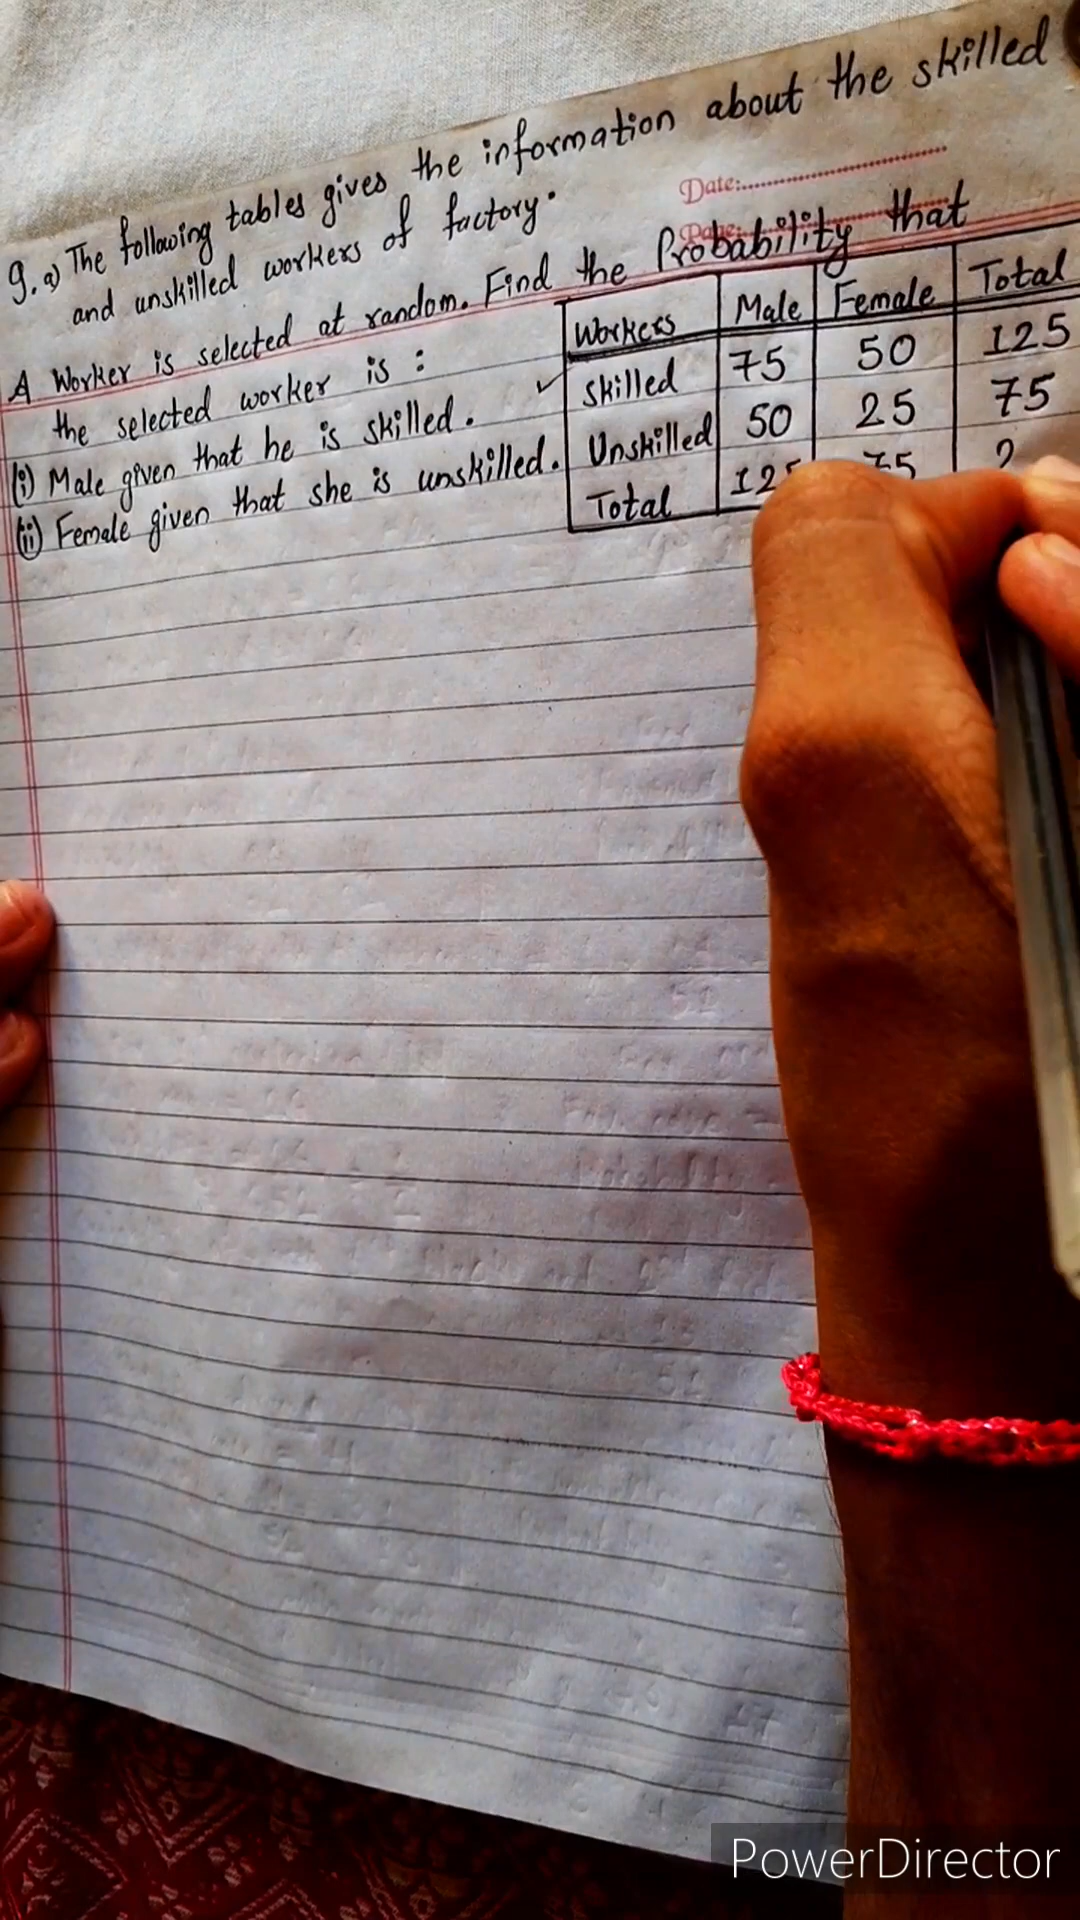 9.a) The following tables gives the information about the skilled
and unskilled workers of factory.
Date:
Page:
A Worker is selected at random. Find the Probability that
the selected worker is :
(i) Male given that he is skilled.
(ii) Female given that she is unskilled.
Workers Male Female Total
Skilled 75 50 125
Unskilled 50 25 75
Total 125 75 2
PowerDirector